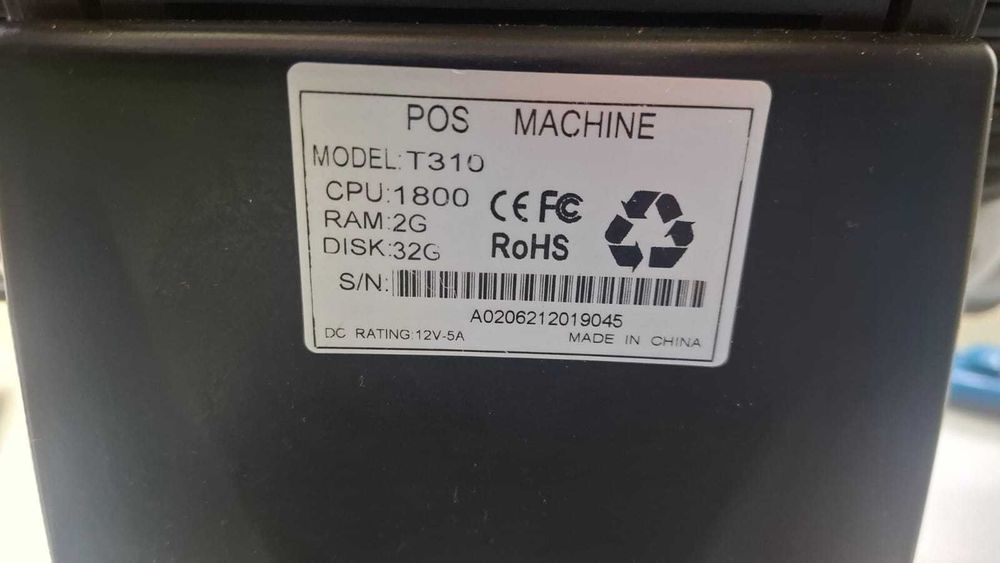 POS MACHINE
MODEL:T310
CPU:1800
RAM:2G
DISK:32G
CE FC
RoHS
S/N:
A0206212019045
DC RATING:12V-5A
MADE IN CHINA